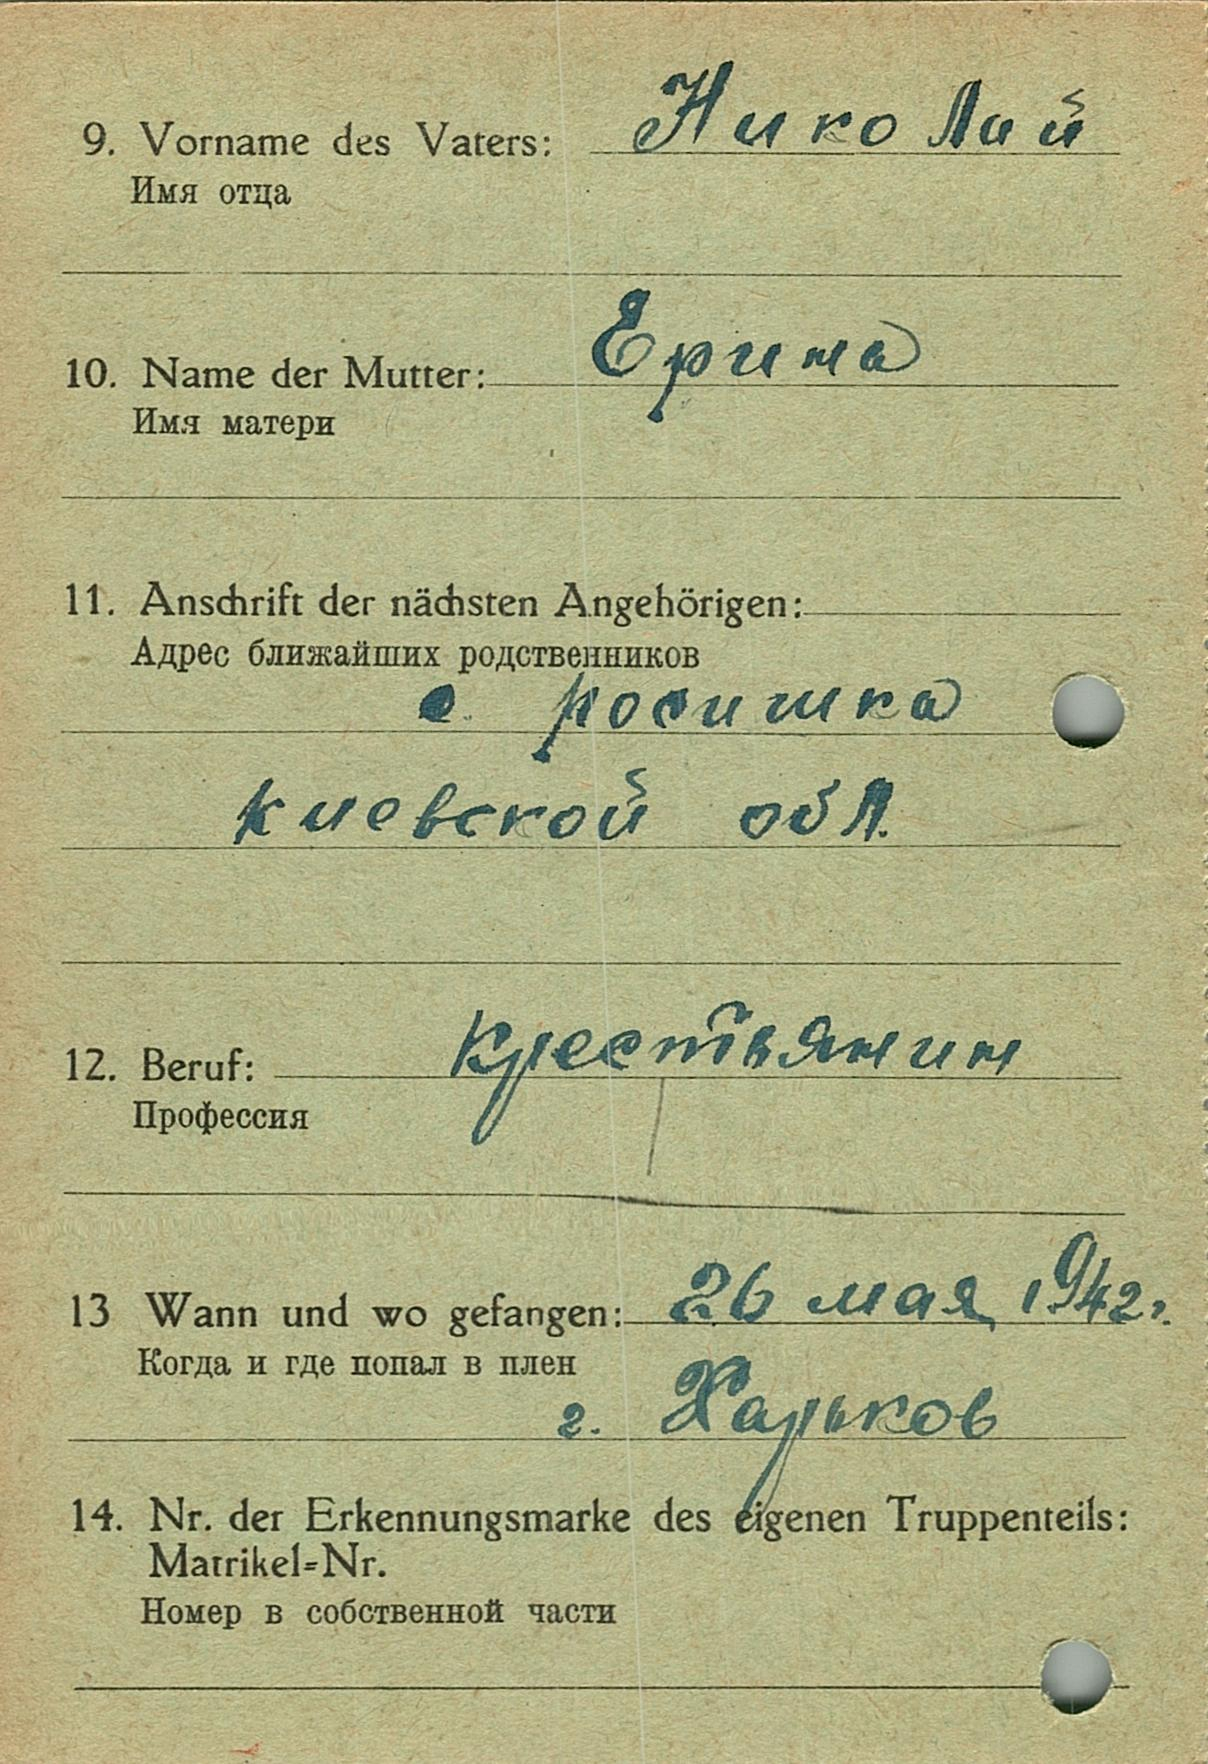 9. Vorname des Vaters: Николай
Имя отца
10. Name der Mutter: Ерина
Имя матери
11. Anschrift der nächsten Angehörigen:
Адрес ближайших родственников
с. росишка
киевской обл.
12. Beruf: Крестьянин
Профессия
13 Wann und wo gefangen: 26 мая 1942г.
Когда и где попал в плен
г. Харьков
14. Nr. der Erkennungsmarke des eigenen Truppenteils:
Matrikel=Nr.
Номер в собственной части